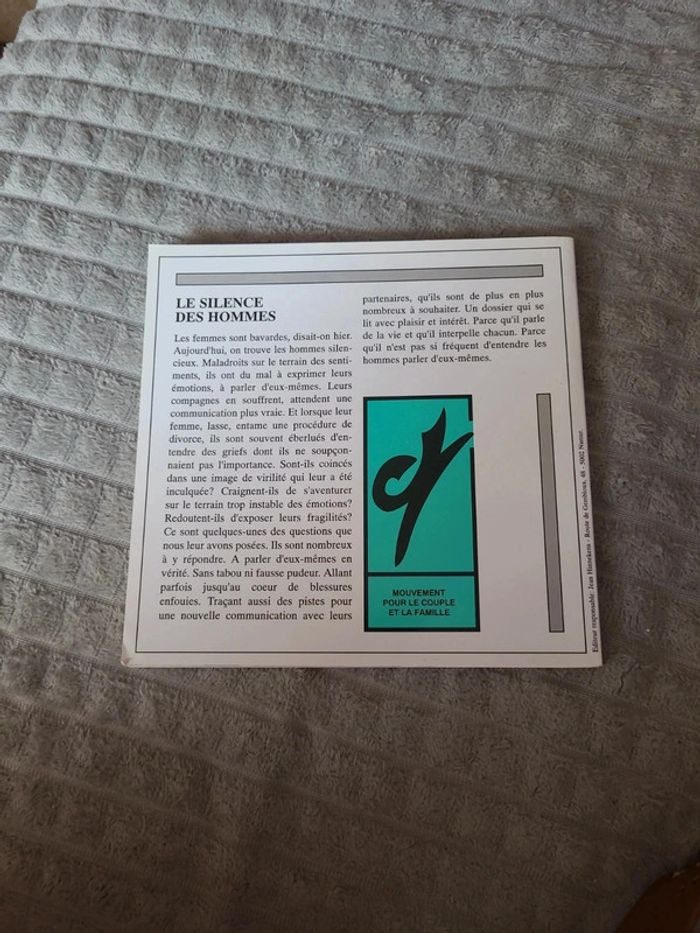 LE SILENCE
DES HOMMES
Les femmes sont bavardes, disait-on hier.
Aujourd'hui, on trouve les hommes silen-
cieux. Maladroits sur le terrain des senti-
ments, ils ont du mal à exprimer leurs
émotions, à parler d'eux-mêmes. Leurs
compagnes en souffrent, attendent une
communication plus vraie. Et lorsque leur
femme, lasse, entame une procédure de
divorce, ils sont souvent éberlués d'en-
tendre des griefs dont ils ne soupçon-
naient pas l'importance. Sont-ils coincés
dans une image de virilité qui leur a été
inculquée? Craignent-ils de s'aventurer
sur le terrain trop instable des émotions?
Redoutent-ils d'exposer leurs fragilités?
Ce sont quelques-unes des questions que
nous leur avons posées. Ils sont nombreux
à y répondre. A parler d'eux-mêmes en
vérité. Sans tabou ni fausse pudeur. Allant
parfois jusqu'au coeur de blessures
enfouies. Traçant aussi des pistes pour
une nouvelle communication avec leurs
partenaires, qu'ils sont de plus en plus
nombreux à souhaiter. Un dossier qui se
lit avec plaisir et intérêt. Parce qu'il parle
de la vie et qu'il interpelle chacun. Parce
qu'il n'est pas si fréquent d'entendre les
hommes parler d'eux-mêmes.
MOUVEMENT
POUR LE COUPLE
ET LA FAMILLE
Editeur responsable: Jean Hinnekens - Route de Gembloux, 48 - 5002 Namur.